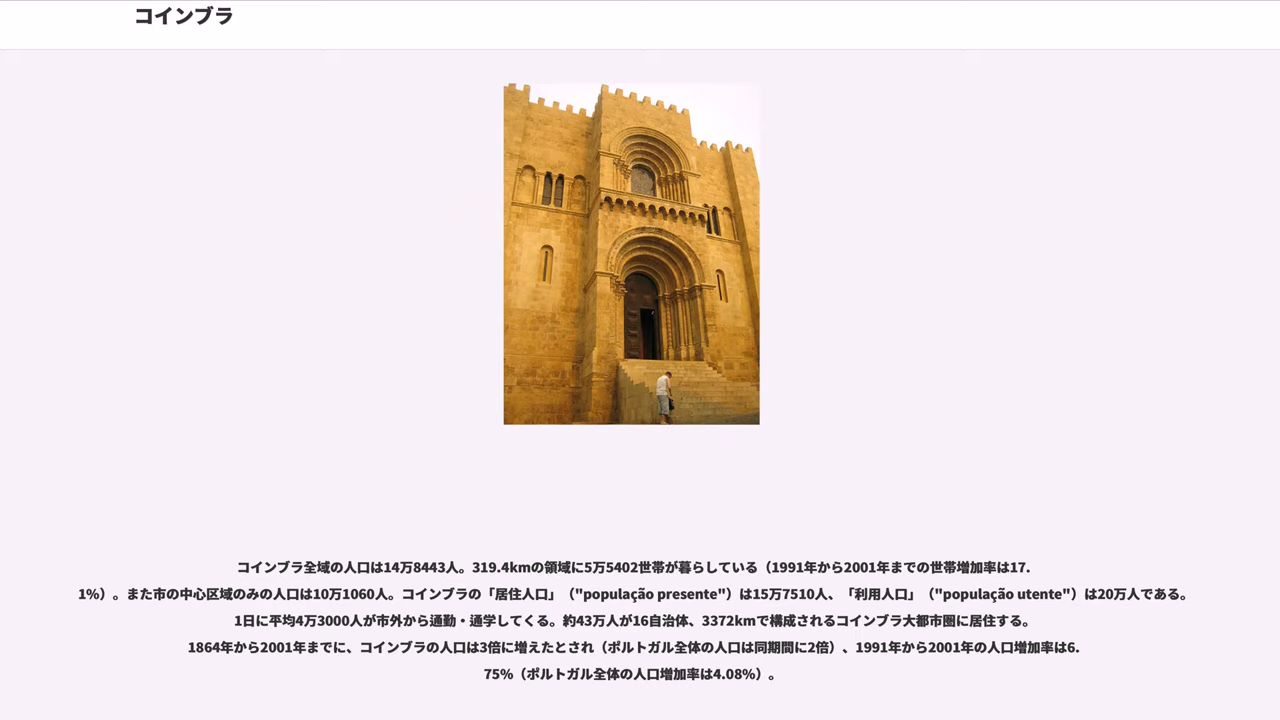 コインブラ
コインブラ全域の人口は14万8443人。319.4kmの領域に5万5402世帯が暮らしている（1991年から2001年までの世帯増加率は17.
1%）。また市の中心区域のみの人口は10万1060人。コインブラの「居住人口」（"população presente"）は15万7510人、「利用人口」（"população utente"）は20万人である。
1日に平均4万3000人が市外から通勤・通学してくる。約43万人が16自治体、3372kmで構成されるコインブラ大都市圏に居住する。
1864年から2001年までに、コインブラの人口は3倍に増えたとされ（ポルトガル全体の人口は同期間に2倍）、1991年から2001年の人口増加率は6.
75%（ポルトガル全体の人口増加率は4.08%）。